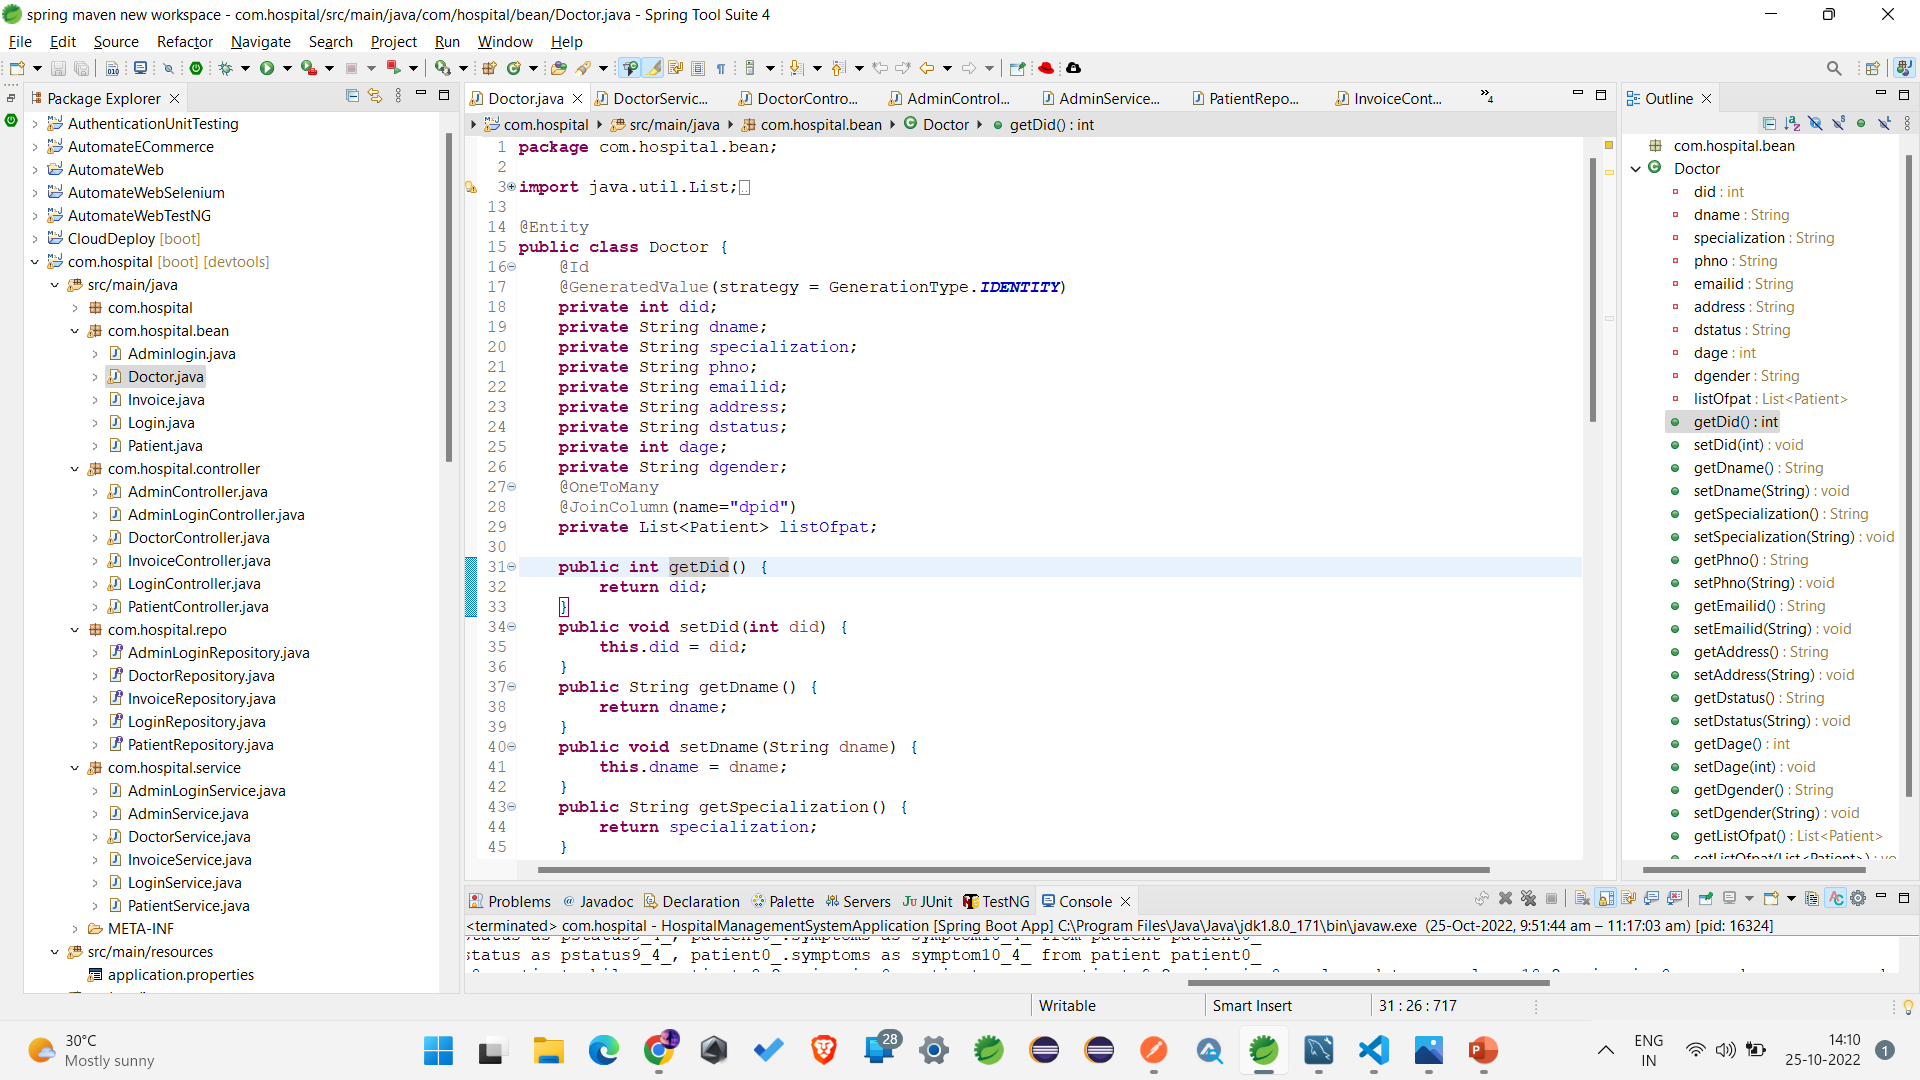 spring maven new workspace - com.hospital/src/main/java/com/hospital/bean/Doctor.java - Spring Tool Suite 4
File Edit Source Refactor Navigate Search Project Run Window Help
Package Explorer
AuthenticationUnitTesting
AutomateECommerce
AutomateWeb
AutomateWebSelenium
AutomateWebTestNG
CloudDeploy [boot]
com.hospital [boot] [devtools]
src/main/java
com.hospital
com.hospital.bean
Adminlogin.java
Doctor.java
Invoice.java
Login.java
Patient.java
com.hospital.controller
AdminController.java
AdminLoginController.java
DoctorController.java
InvoiceController.java
LoginController.java
PatientController.java
com.hospital.repo
AdminLoginRepository.java
DoctorRepository.java
InvoiceRepository.java
LoginRepository.java
PatientRepository.java
com.hospital.service
AdminLoginService.java
AdminService.java
DoctorService.java
InvoiceService.java
LoginService.java
PatientService.java
META-INF
src/main/resources
application.properties
Doctor.java DoctorServic... DoctorContro... AdminControl... AdminService... PatientRepo... InvoiceCont... »4
com.hospital src/main/java com.hospital.bean Doctor getDid() : int
1 package com.hospital.bean;
2
3 import java.util.List;
13
14 @Entity
15 public class Doctor {
16 @Id
17 @GeneratedValue(strategy = GenerationType.IDENTITY)
18 private int did;
19 private String dname;
20 private String specialization;
21 private String phno;
22 private String emailid;
23 private String address;
24 private String dstatus;
25 private int dage;
26 private String dgender;
27 @OneToMany
28 @JoinColumn(name="dpid")
29 private List<Patient> listOfpat;
30
31 public int getDid() {
32 return did;
33 }
34 public void setDid(int did) {
35 this.did = did;
36 }
37 public String getDname() {
38 return dname;
39 }
40 public void setDname(String dname) {
41 this.dname = dname;
42 }
43 public String getSpecialization() {
44 return specialization;
45 }
Outline
com.hospital.bean
Doctor
did : int
dname : String
specialization : String
phno : String
emailid : String
address : String
dstatus : String
dage : int
dgender : String
listOfpat : List<Patient>
getDid() : int
setDid(int) : void
getDname() : String
setDname(String) : void
getSpecialization() : String
setSpecialization(String) : void
getPhno() : String
setPhno(String) : void
getEmailid() : String
setEmailid(String) : void
getAddress() : String
setAddress(String) : void
getDstatus() : String
setDstatus(String) : void
getDage() : int
setDage(int) : void
getDgender() : String
setDgender(String) : void
getListOfpat() : List<Patient>
setListOfpat(List<Patient>) : vo
Problems Javadoc Declaration Palette Servers JUnit TestNG Console
<terminated> com.hospital - HospitalManagementSystemApplication [Spring Boot App] C:\Program Files\Java\Java\jdk1.8.0_171\bin\javaw.exe (25-Oct-2022, 9:51:44 am – 11:17:03 am) [pid: 16324]
status as pstatus9_4_, patient0_.symptoms as symptom10_4_ from patient patient0_
status as pstatus9_4_, patient0_.symptoms as symptom10_4_ from patient patient0_
Writable Smart Insert 31 : 26 : 717
30°C
Mostly sunny
28
ENG
IN
14:10
25-10-2022
1